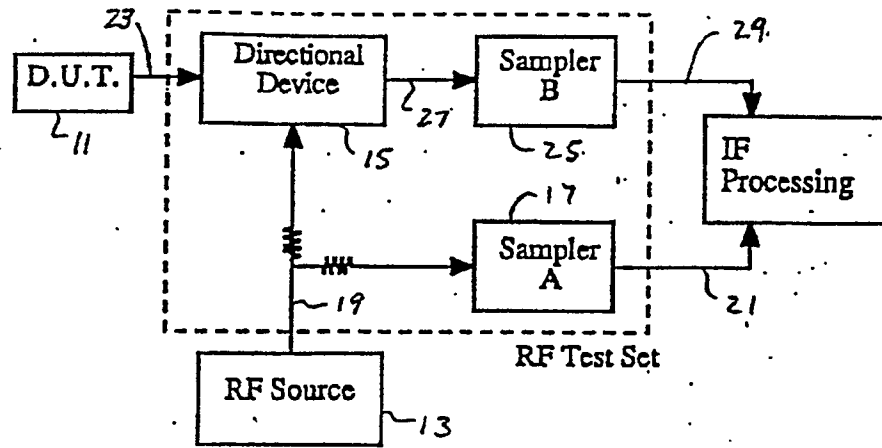 23
D.U.T.
11
Directional
Device
15
27
Sampler
B
25
29
IF
Processing
17
Sampler
A
19
21
RF Test Set
RF Source
13